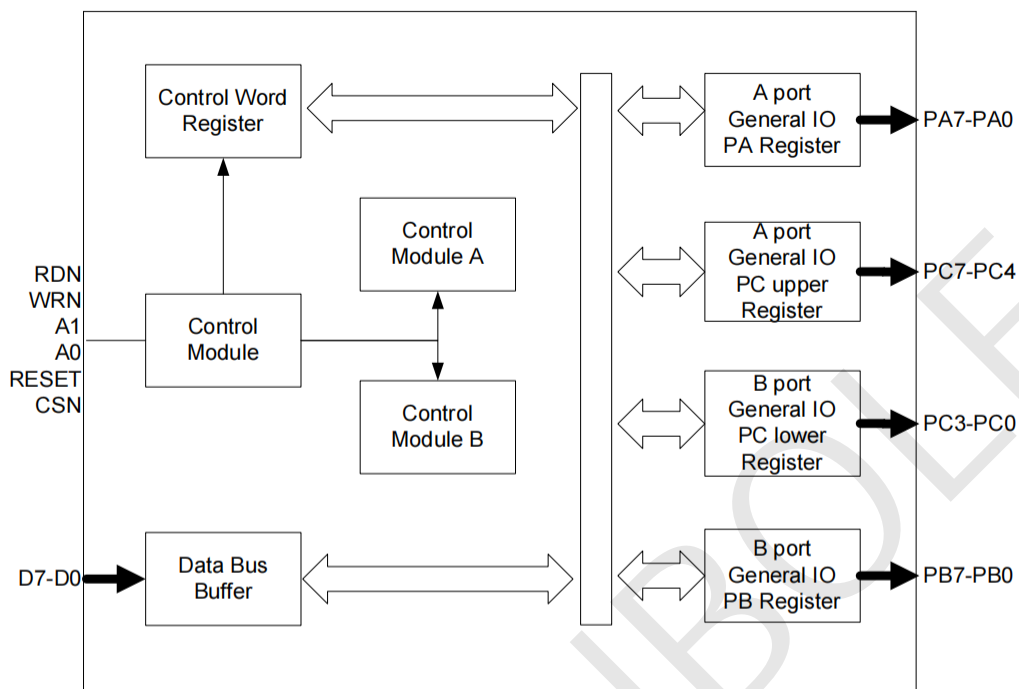 Control Word
Register
A port
General IO
PA Register
PA7-PA0
Control
Module A
A port
General IO
PC upper
Register
PC7-PC4
RDN
WRN
A1
A0
RESET
CSN
Control
Module
Control
Module B
B port
General IO
PC lower
Register
PC3-PC0
D7-D0
Data Bus
Buffer
B port
General IO
PB Register
PB7-PB0